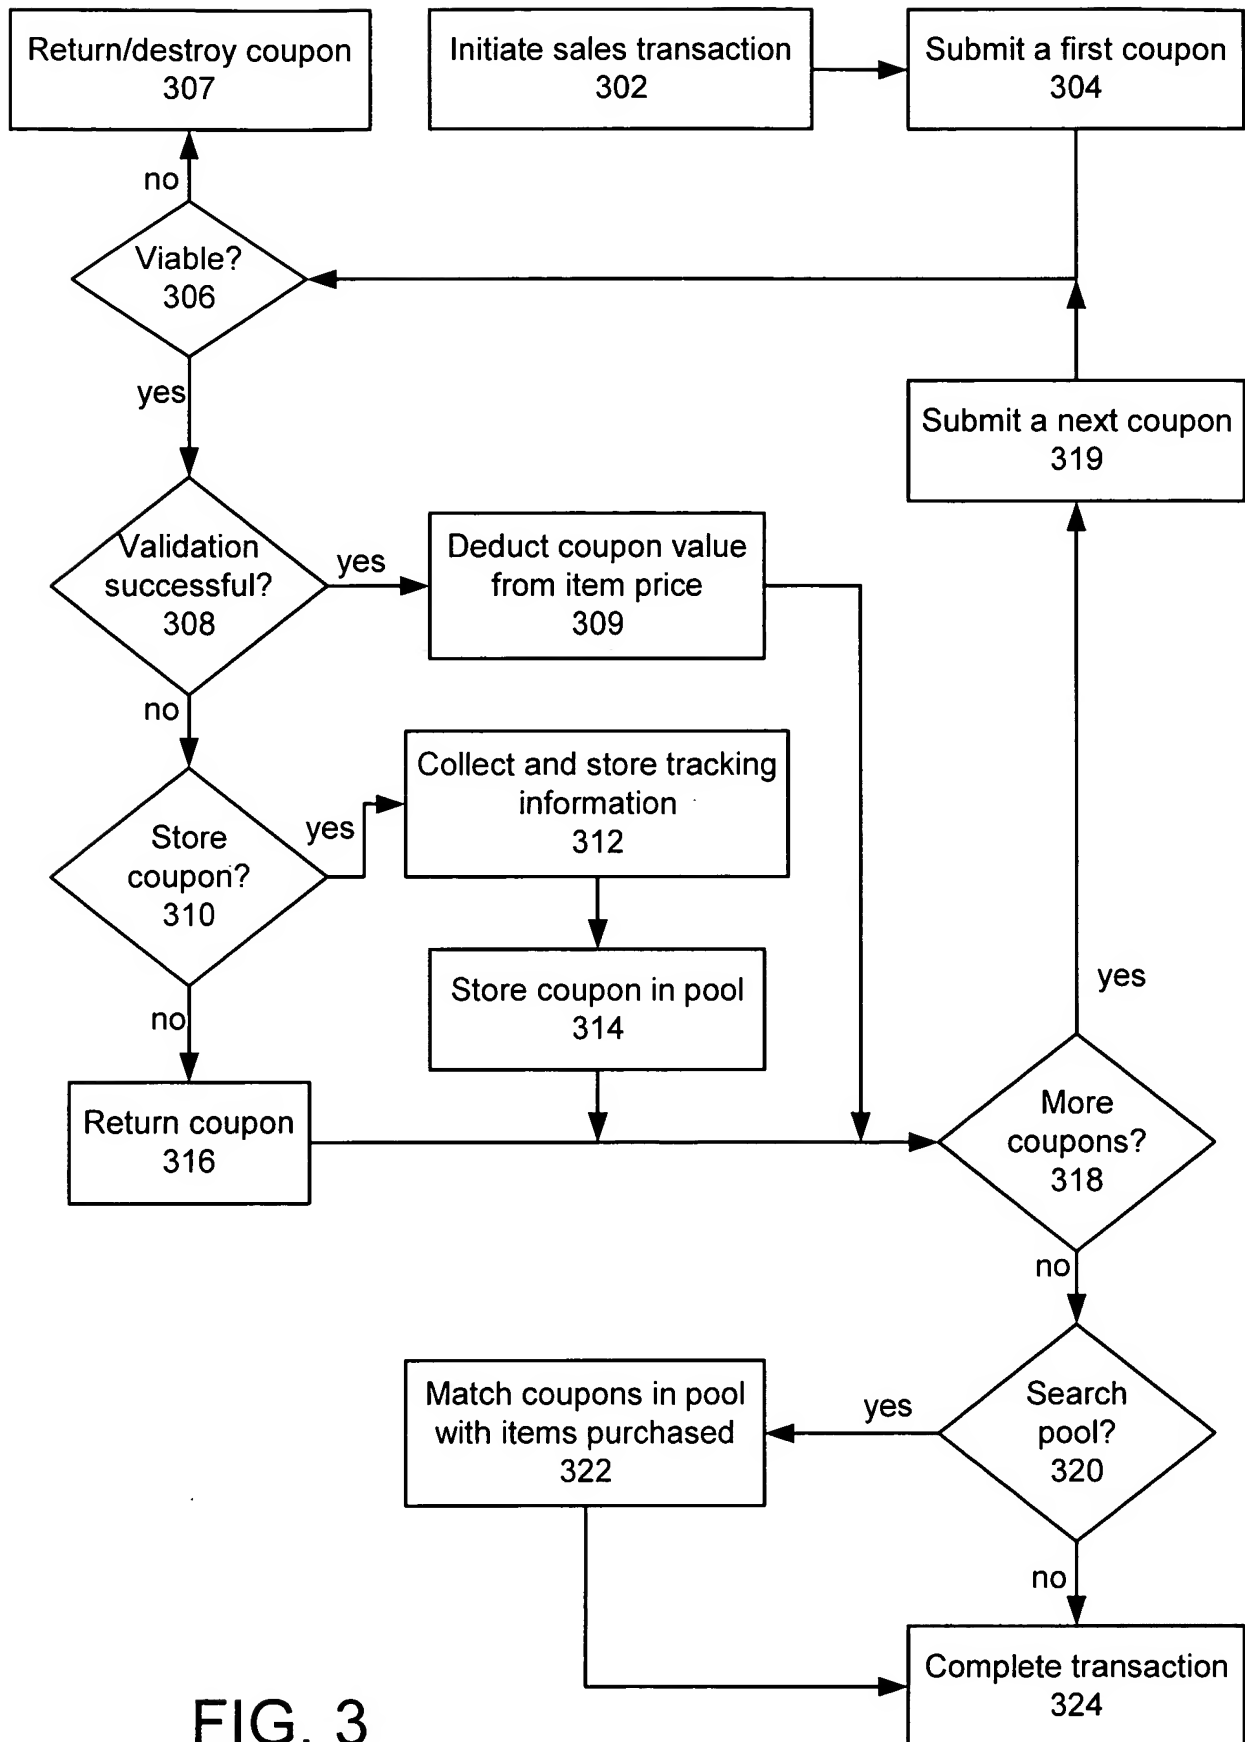 Return/destroy coupon
307
Initiate sales transaction
302
Submit a first coupon
304
no
Viable?
306
yes
Submit a next coupon
319
Validation
successful?
308
yes
Deduct coupon value
from item price
309
no
Collect and store tracking
information
312
Store
coupon?
310
yes
Store coupon in pool
314
yes
no
Return coupon
316
More
coupons?
318
no
Match coupons in pool
with items purchased
322
yes
Search
pool?
320
no
Complete transaction
324
FIG. 3